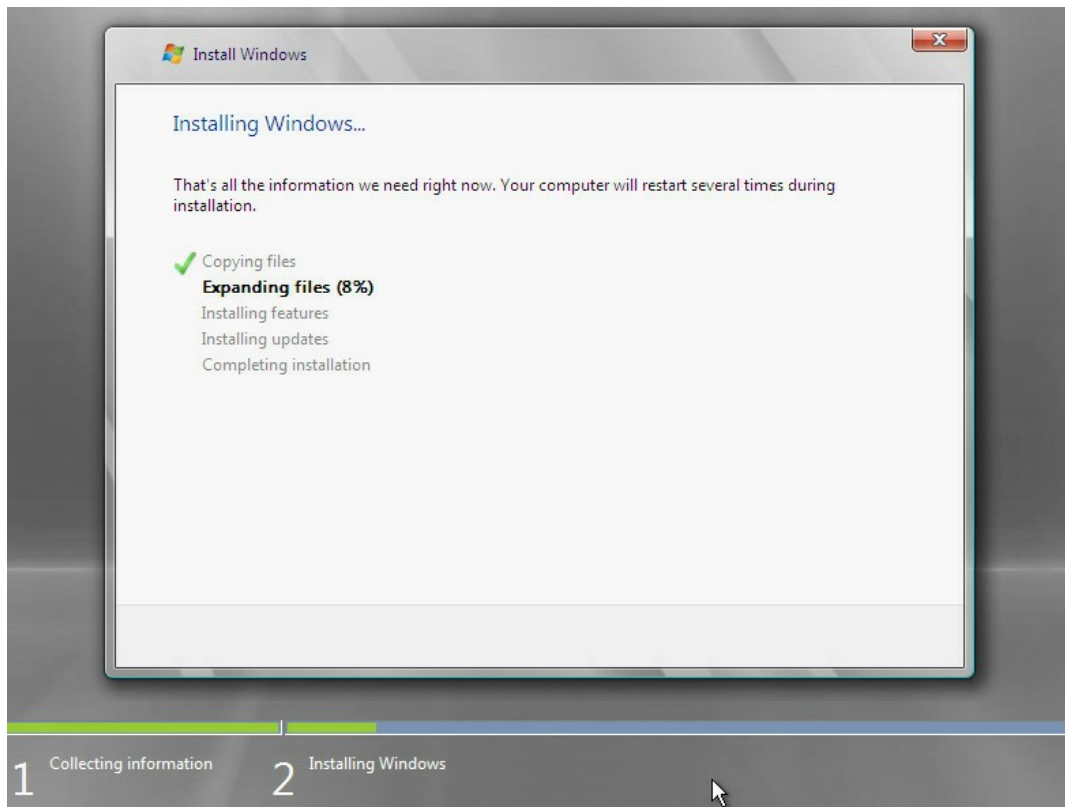 Install Windows
Installing Windows...
That's all the information we need right now. Your computer will restart several times during
installation.
Copying files
Expanding files (8%)
Installing features
Installing updates
Completing installation
1 Collecting information 2 Installing Windows